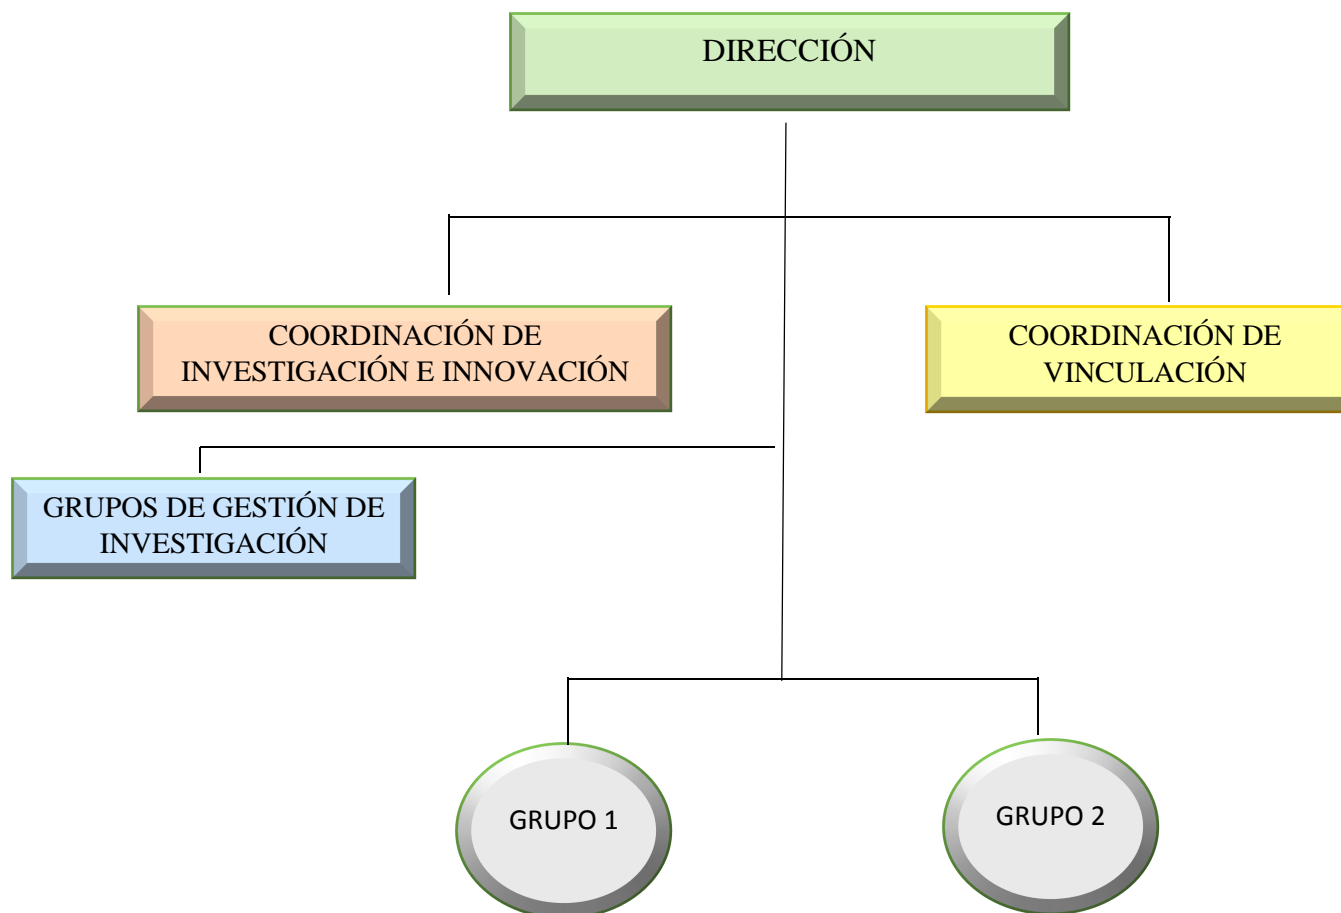 DIRECCIÓN
COORDINACIÓN DE
INVESTIGACIÓN E INNOVACIÓN
COORDINACIÓN DE
VINCULACIÓN
GRUPOS DE GESTIÓN DE
INVESTIGACIÓN
GRUPO 1
GRUPO 2